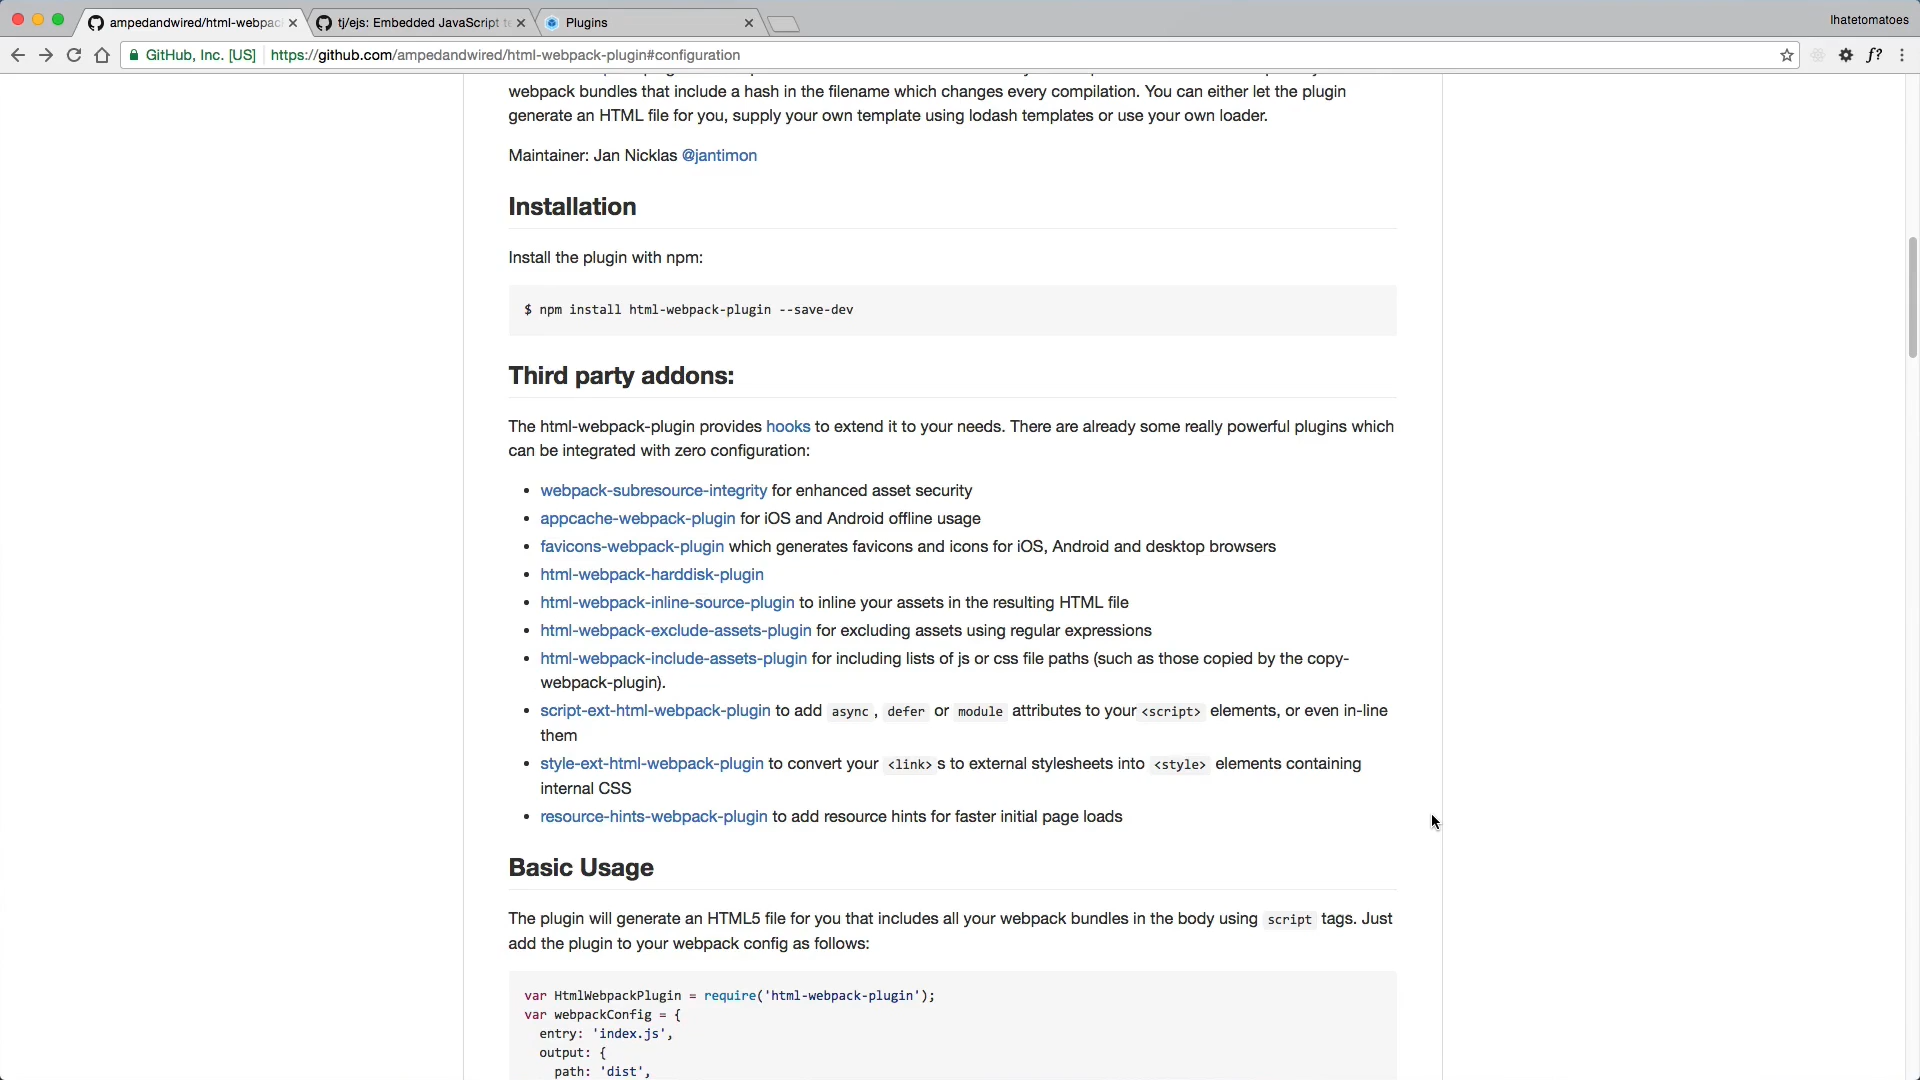 ampedandwired/html-webpac
tj/ejs: Embedded JavaScript te
Plugins
Ihatetomatoes
GitHub, Inc. [US]
https://github.com/ampedandwired/html-webpack-plugin#configuration
f?
webpack bundles that include a hash in the filename which changes every compilation. You can either let the plugin
generate an HTML file for you, supply your own template using lodash templates or use your own loader.
Maintainer: Jan Nicklas @jantimon
Installation
Install the plugin with npm:
$ npm install html-webpack-plugin --save-dev
Third party addons:
The html-webpack-plugin provides hooks to extend it to your needs. There are already some really powerful plugins which
can be integrated with zero configuration:
• webpack-subresource-integrity for enhanced asset security
• appcache-webpack-plugin for iOS and Android offline usage
• favicons-webpack-plugin which generates favicons and icons for iOS, Android and desktop browsers
• html-webpack-harddisk-plugin
• html-webpack-inline-source-plugin to inline your assets in the resulting HTML file
• html-webpack-exclude-assets-plugin for excluding assets using regular expressions
• html-webpack-include-assets-plugin for including lists of js or css file paths (such as those copied by the copy-
webpack-plugin).
• script-ext-html-webpack-plugin to add async, defer or module attributes to your <script> elements, or even in-line
them
• style-ext-html-webpack-plugin to convert your <link>s to external stylesheets into <style> elements containing
internal CSS
• resource-hints-webpack-plugin to add resource hints for faster initial page loads
Basic Usage
The plugin will generate an HTML5 file for you that includes all your webpack bundles in the body using script tags. Just
add the plugin to your webpack config as follows:
var HtmlWebpackPlugin = require('html-webpack-plugin');
var webpackConfig = {
entry: 'index.js',
output: {
path: 'dist',